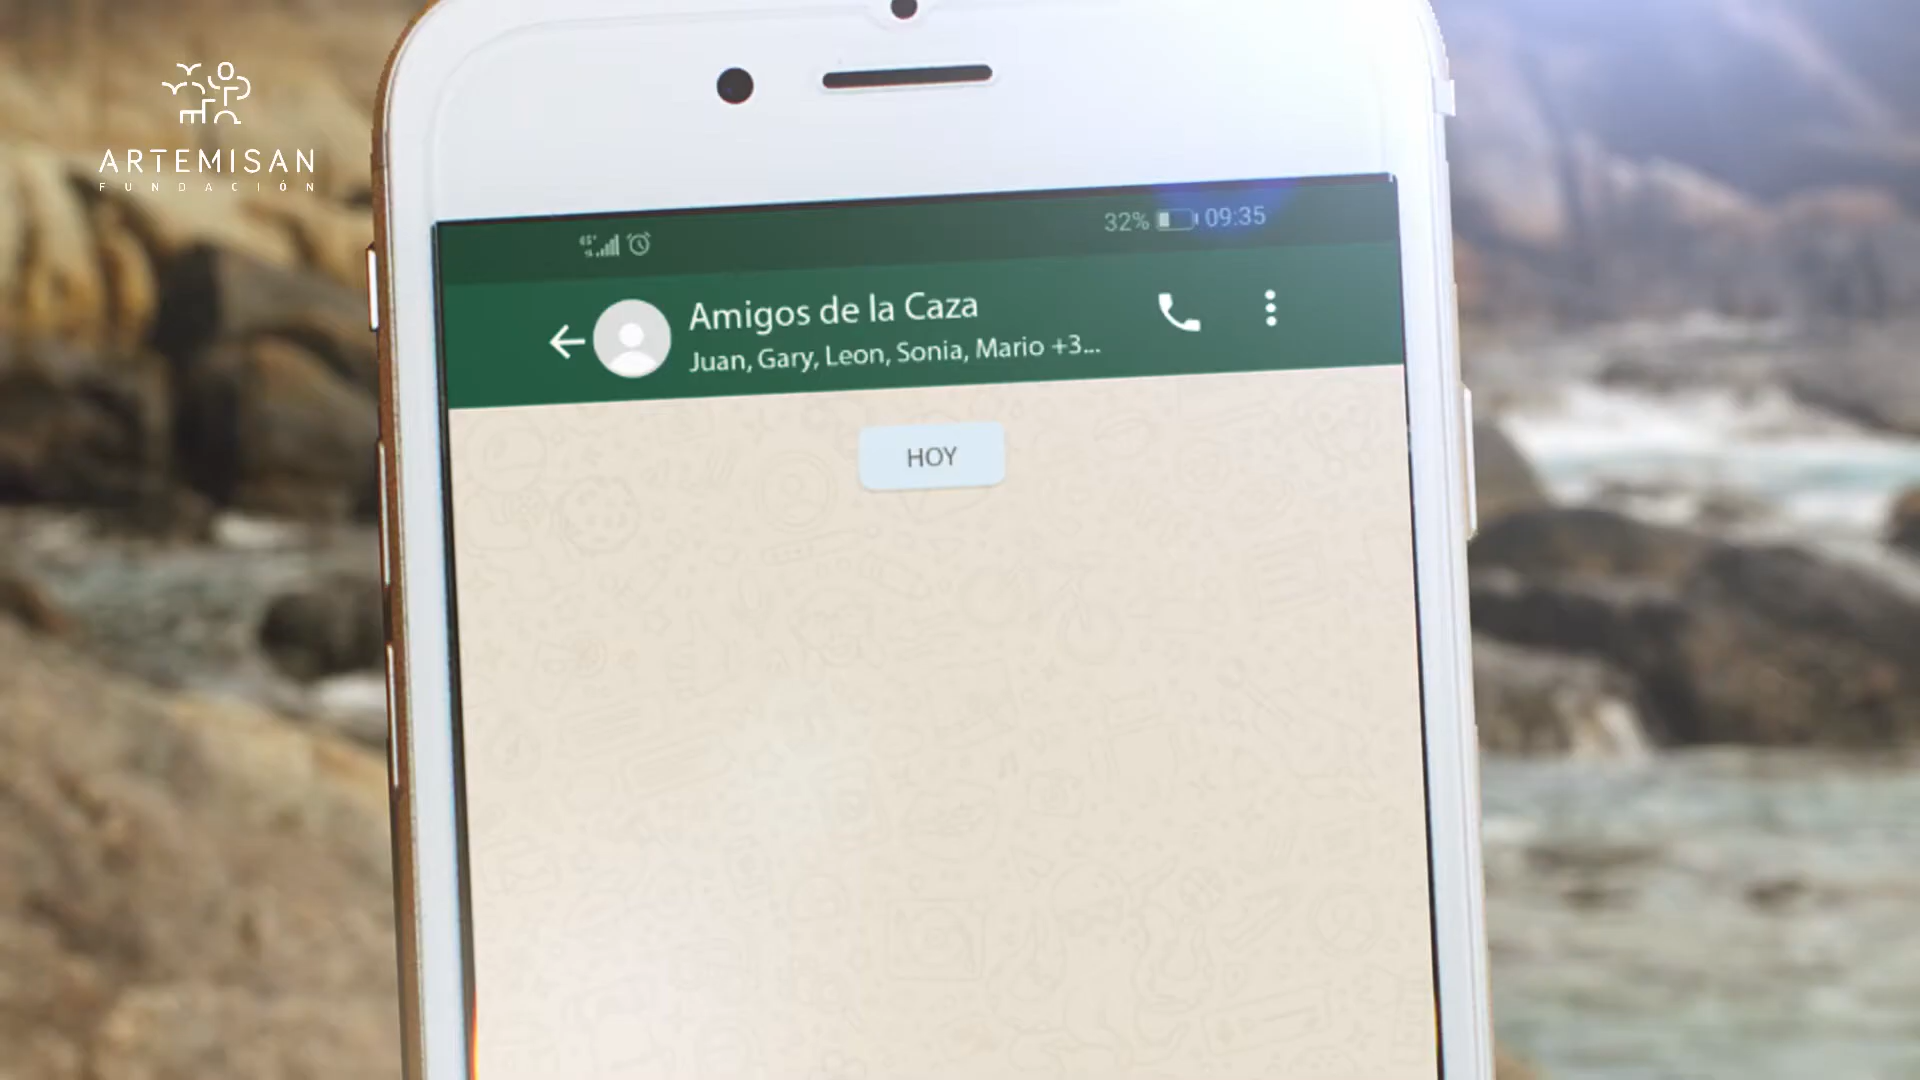 ARTEMISAN
FUNDACIÓN
32% 09:35
Amigos de la Caza
Juan, Gary, Leon, Sonia, Mario +3...
HOY